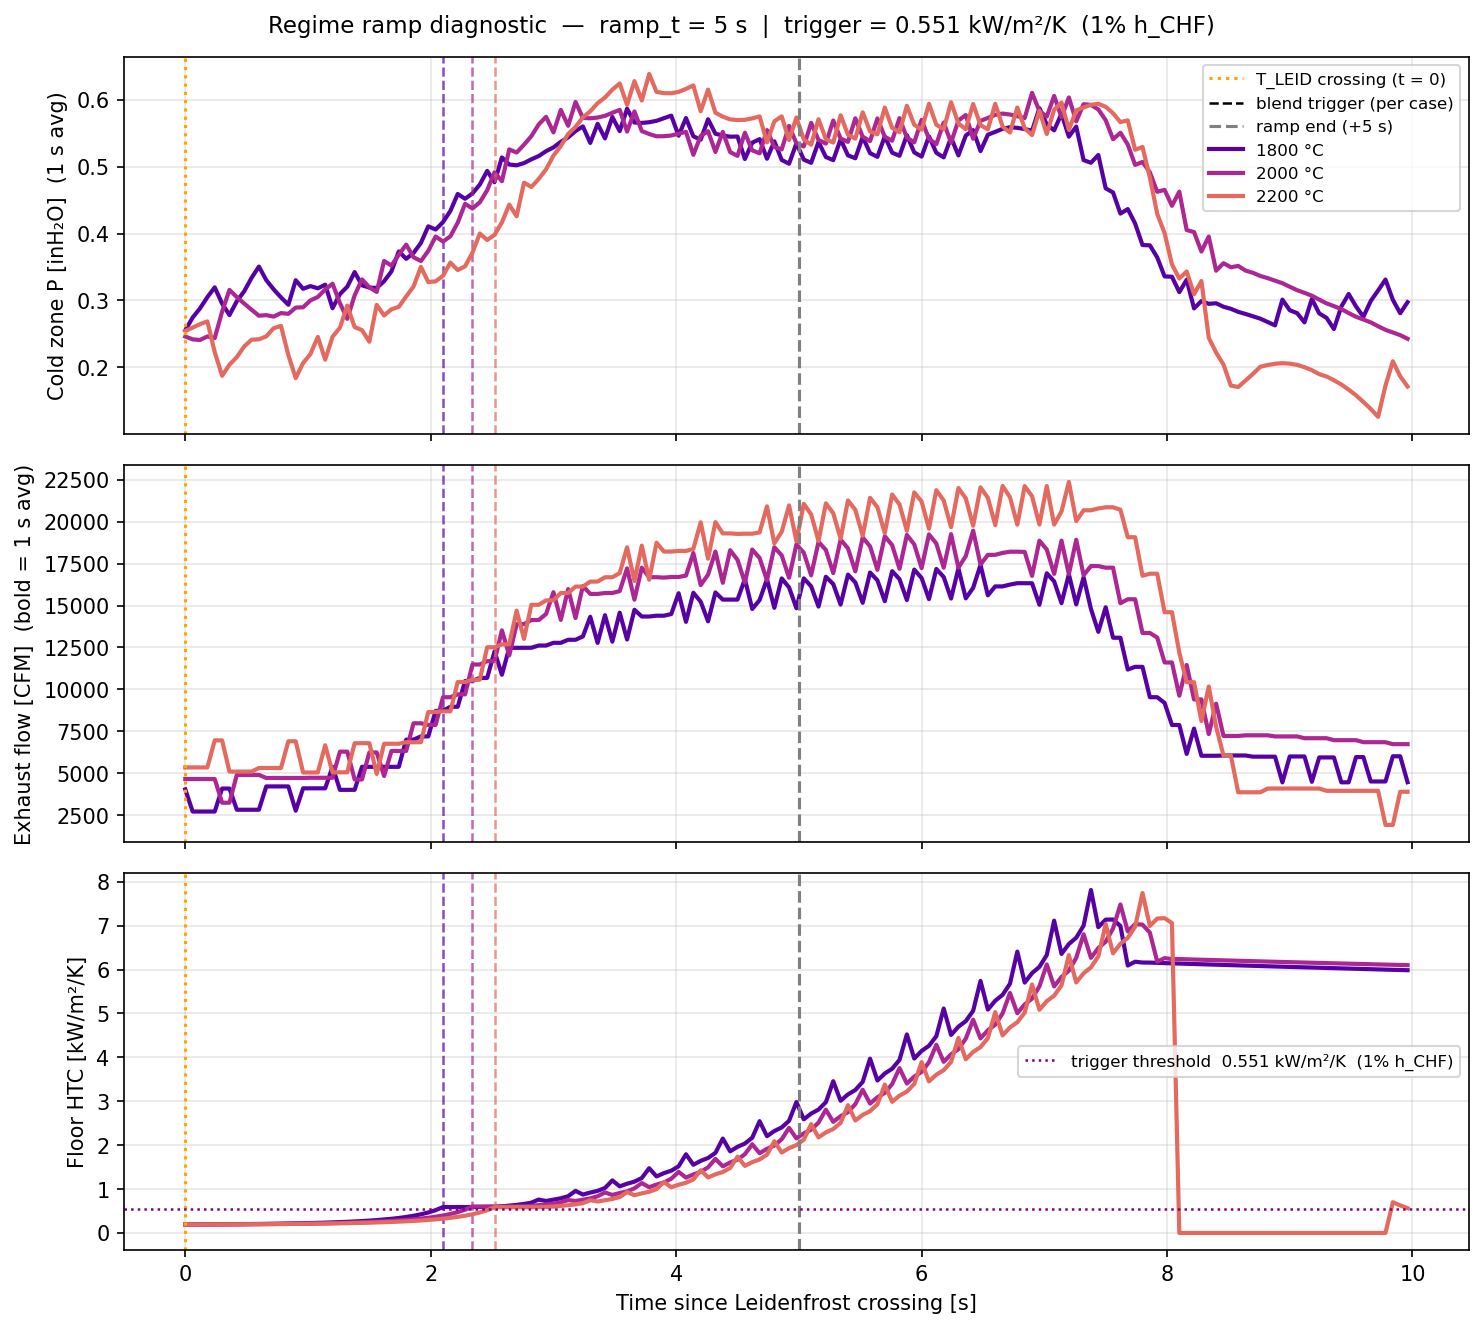 Regime ramp diagnostic — ramp_t = 5 s | trigger = 0.551 kW/m²/K (1% h_CHF)
Cold zone P [inH₂O] (1 s avg)
0.6
0.5
0.4
0.3
0.2
T_LEID crossing (t = 0)
blend trigger (per case)
ramp end (+5 s)
1800 °C
2000 °C
2200 °C
Exhaust flow [CFM] (bold = 1 s avg)
22500
20000
17500
15000
12500
10000
7500
5000
2500
Floor HTC [kW/m²/K]
8
7
6
5
4
3
2
1
0
trigger threshold 0.551 kW/m²/K (1% h_CHF)
0 2 4 6 8 10
Time since Leidenfrost crossing [s]